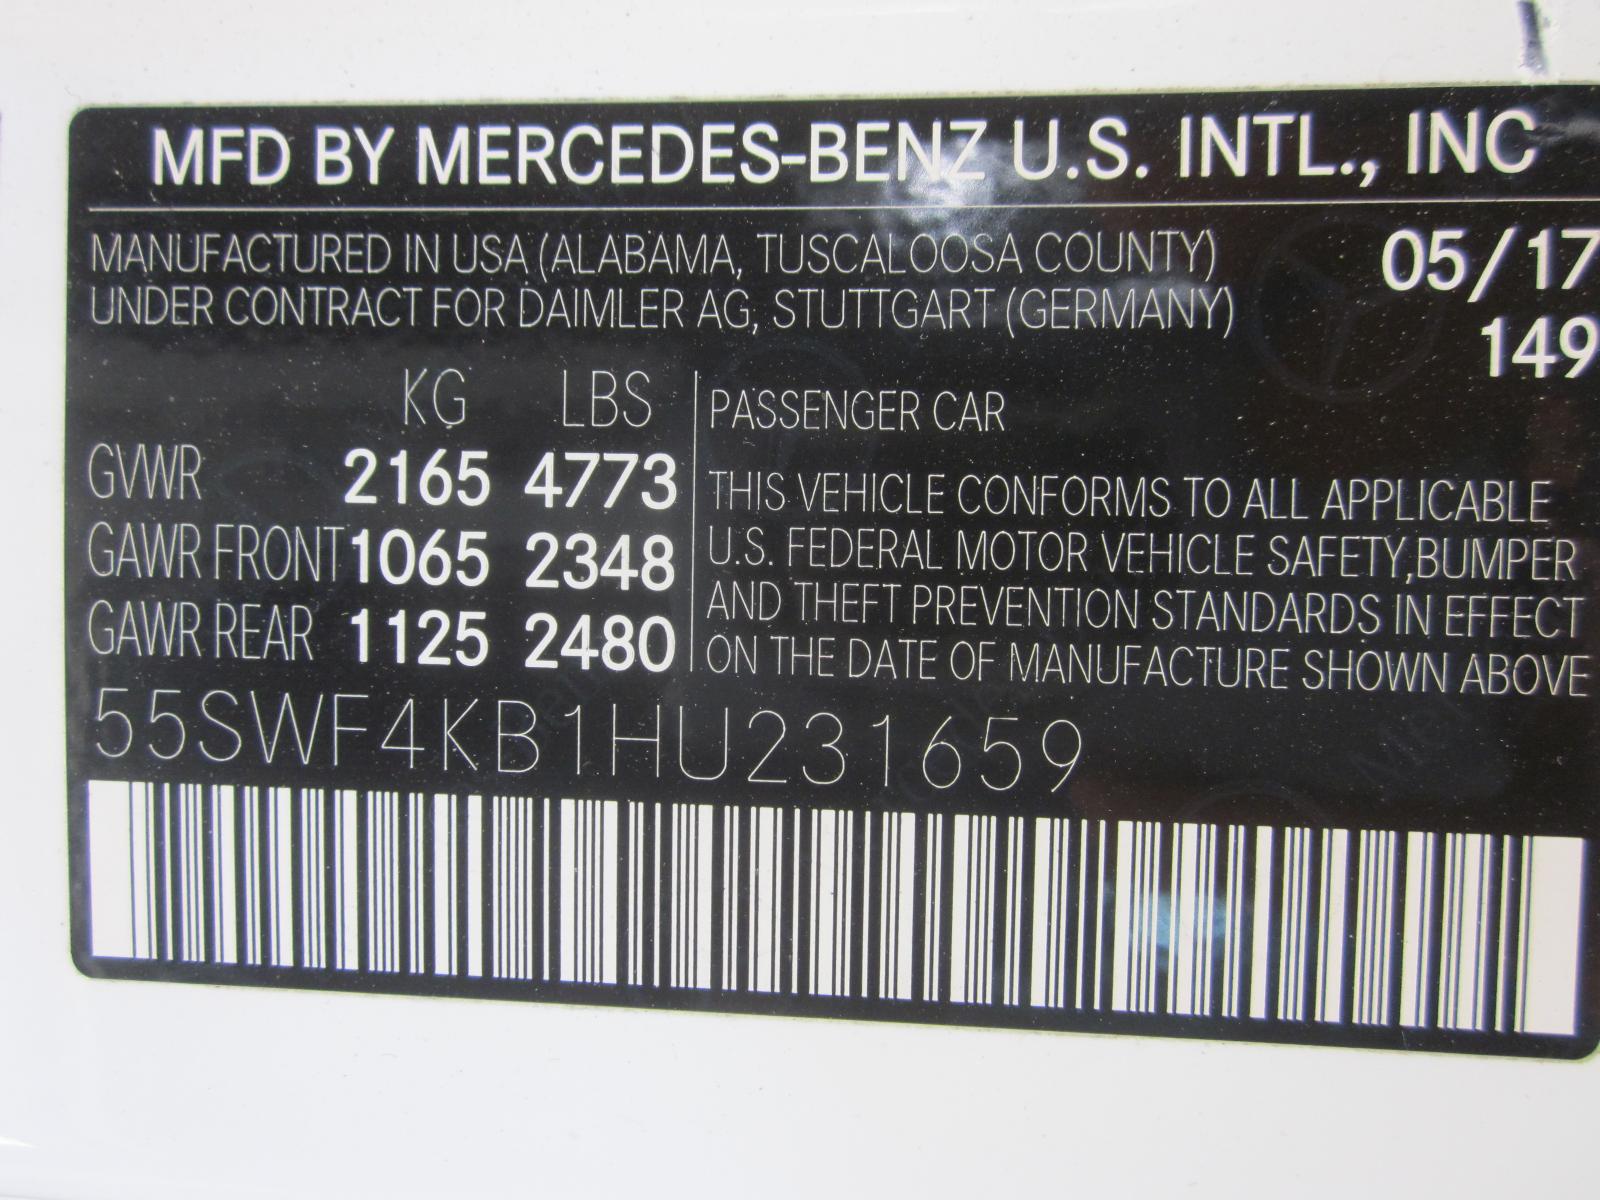 MFD BY MERCEDES-BENZ U.S. INTL., INC
MANUFACTURED IN USA (ALABAMA, TUSCALOOSA COUNTY) 05/17
UNDER CONTRACT FOR DAIMLER AG, STUTTGART (GERMANY) 149
KG LBS
GVWR 2165 4773
GAWR FRONT 1065 2348
GAWR REAR 1125 2480
PASSENGER CAR
THIS VEHICLE CONFORMS TO ALL APPLICABLE
U.S. FEDERAL MOTOR VEHICLE SAFETY,BUMPER
AND THEFT PREVENTION STANDARDS IN EFFECT
ON THE DATE OF MANUFACTURE SHOWN ABOVE
55SWF4KB1HU231659